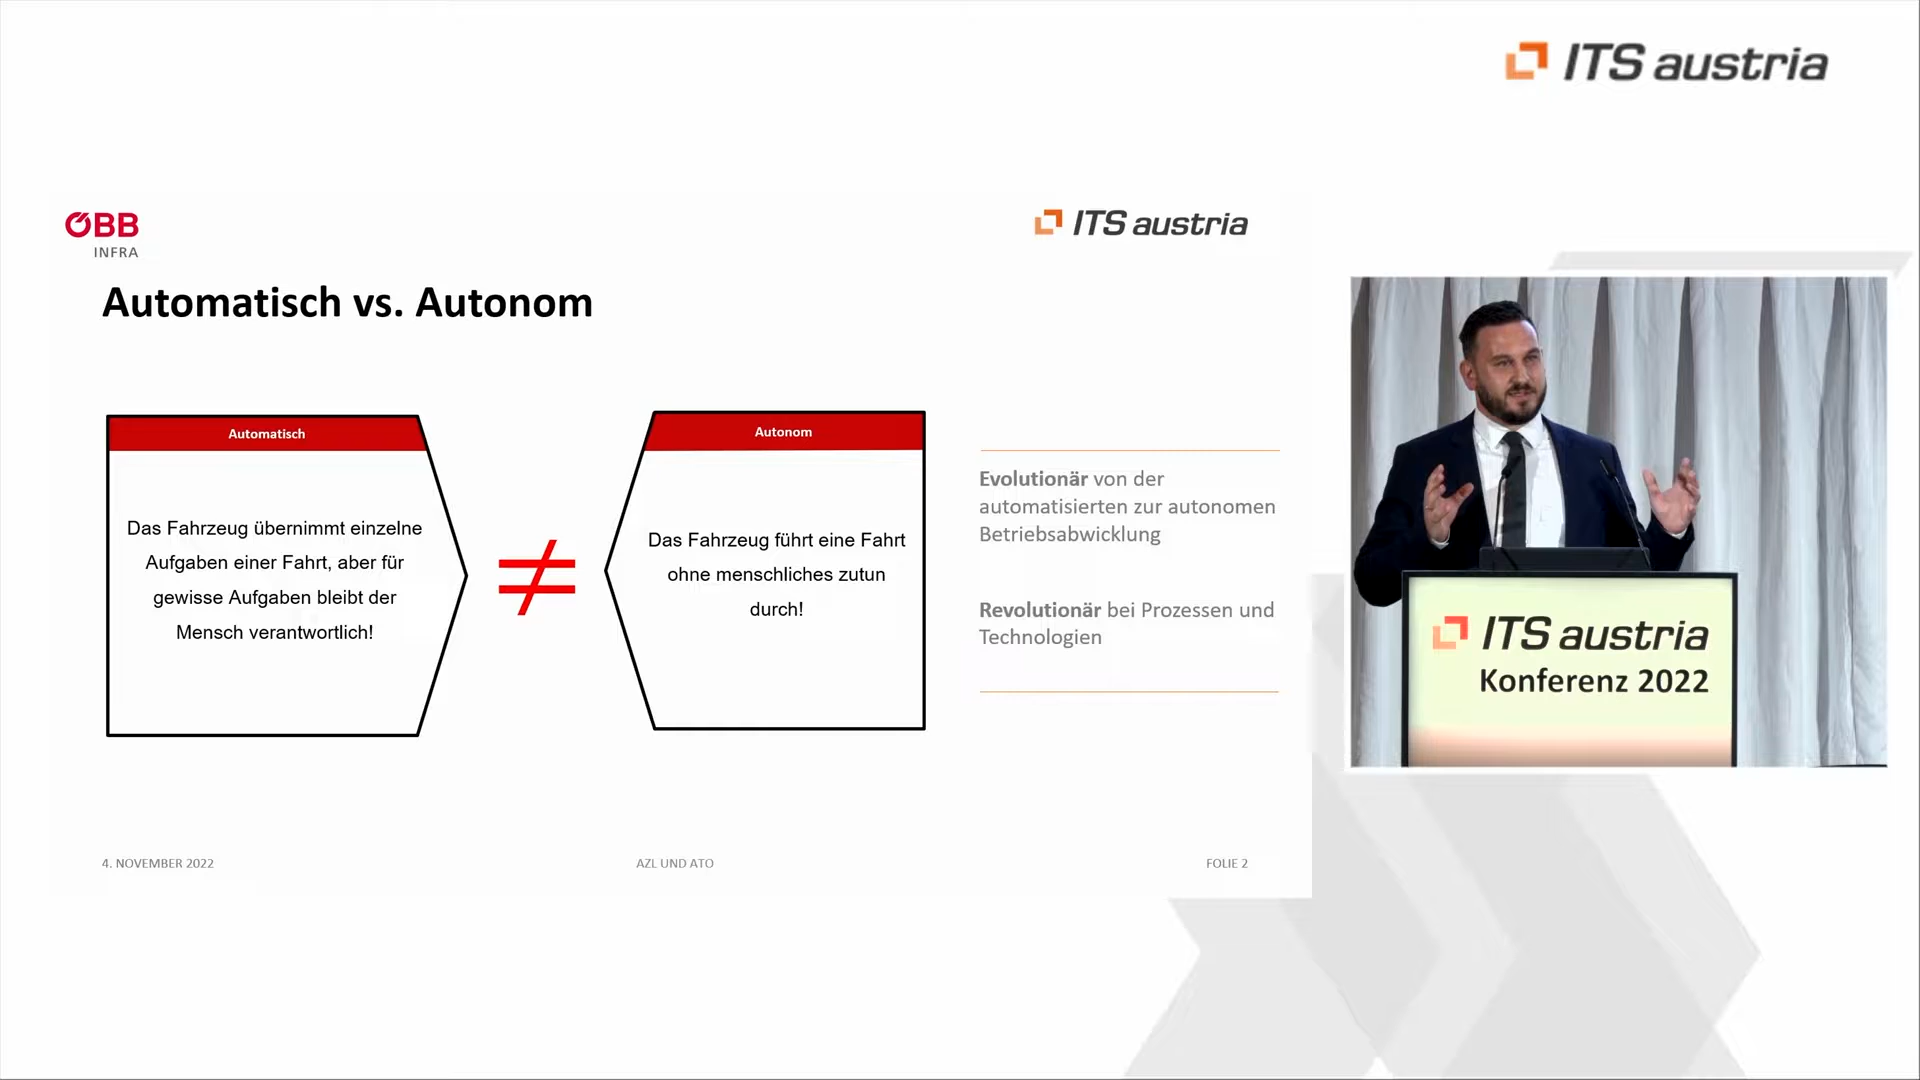 ITS austria
ÖBB
INFRA
ITS austria
Automatisch vs. Autonom
Automatisch
Das Fahrzeug übernimmt einzelne
Aufgaben einer Fahrt, aber für
gewisse Aufgaben bleibt der
Mensch verantwortlich!
≠
Autonom
Das Fahrzeug führt eine Fahrt
ohne menschliches zutun
durch!
Evolutionär von der
automatisierten zur autonomen
Betriebsabwicklung
Revolutionär bei Prozessen und
Technologien
ITS austria
Konferenz 2022
4. NOVEMBER 2022
AZL UND ATO
FOLIE 2